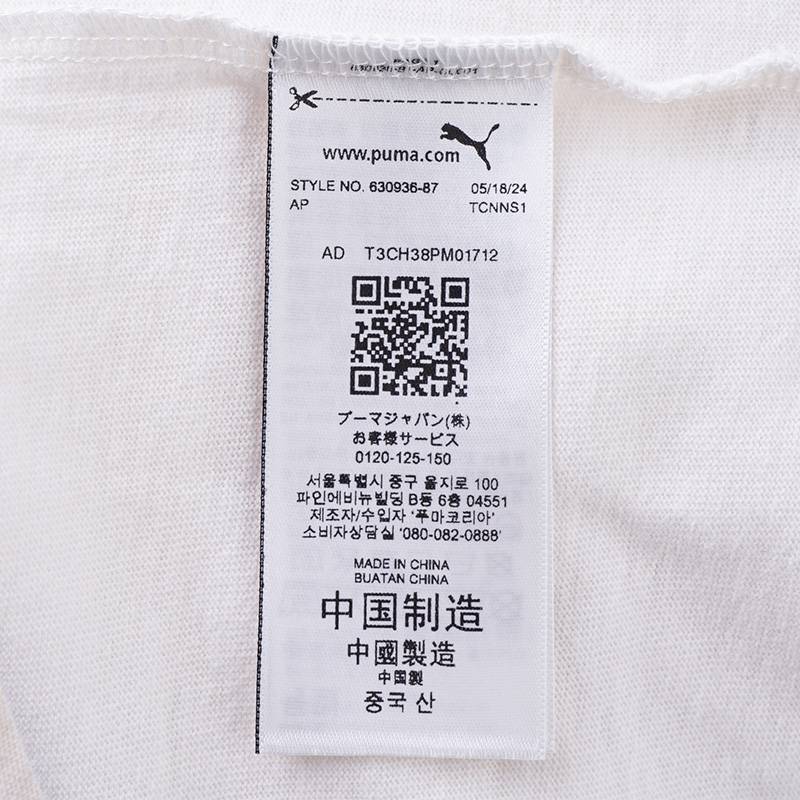 www.puma.com
STYLE NO. 630936-87 05/18/24
AP TCNNS1
AD T3CH38PM01712
プーマジャパン(株)
お客様サービス
0120-125-150
서울특별시 중구 을지로 100
파인에비뉴빌딩 B동 6층 04551
제조자/수입자 '푸마코리아'
소비자상담실 '080-082-0888'
MADE IN CHINA
BUATAN CHINA
中国制造
中國製造
中国製
중국 산